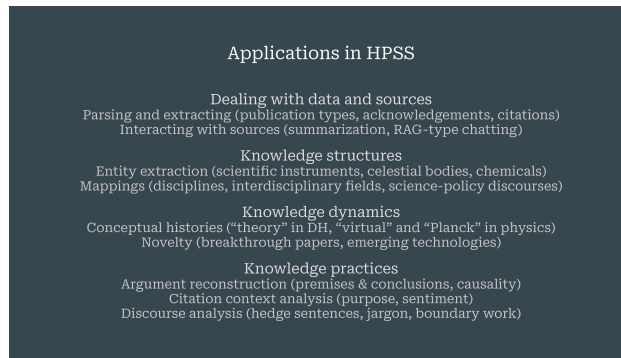 Applications in HPSS
Dealing with data and sources
Parsing and extracting (publication types, acknowledgements, citations)
Interacting with sources (summarization, RAG-type chatting)
Knowledge structures
Entity extraction (scientific instruments, celestial bodies, chemicals)
Mappings (disciplines, interdisciplinary fields, science-policy discourses)
Knowledge dynamics
Conceptual histories (“theory” in DH, “virtual” and “Planck” in physics)
Novelty (breakthrough papers, emerging technologies)
Knowledge practices
Argument reconstruction (premises & conclusions, causality)
Citation context analysis (purpose, sentiment)
Discourse analysis (hedge sentences, jargon, boundary work)